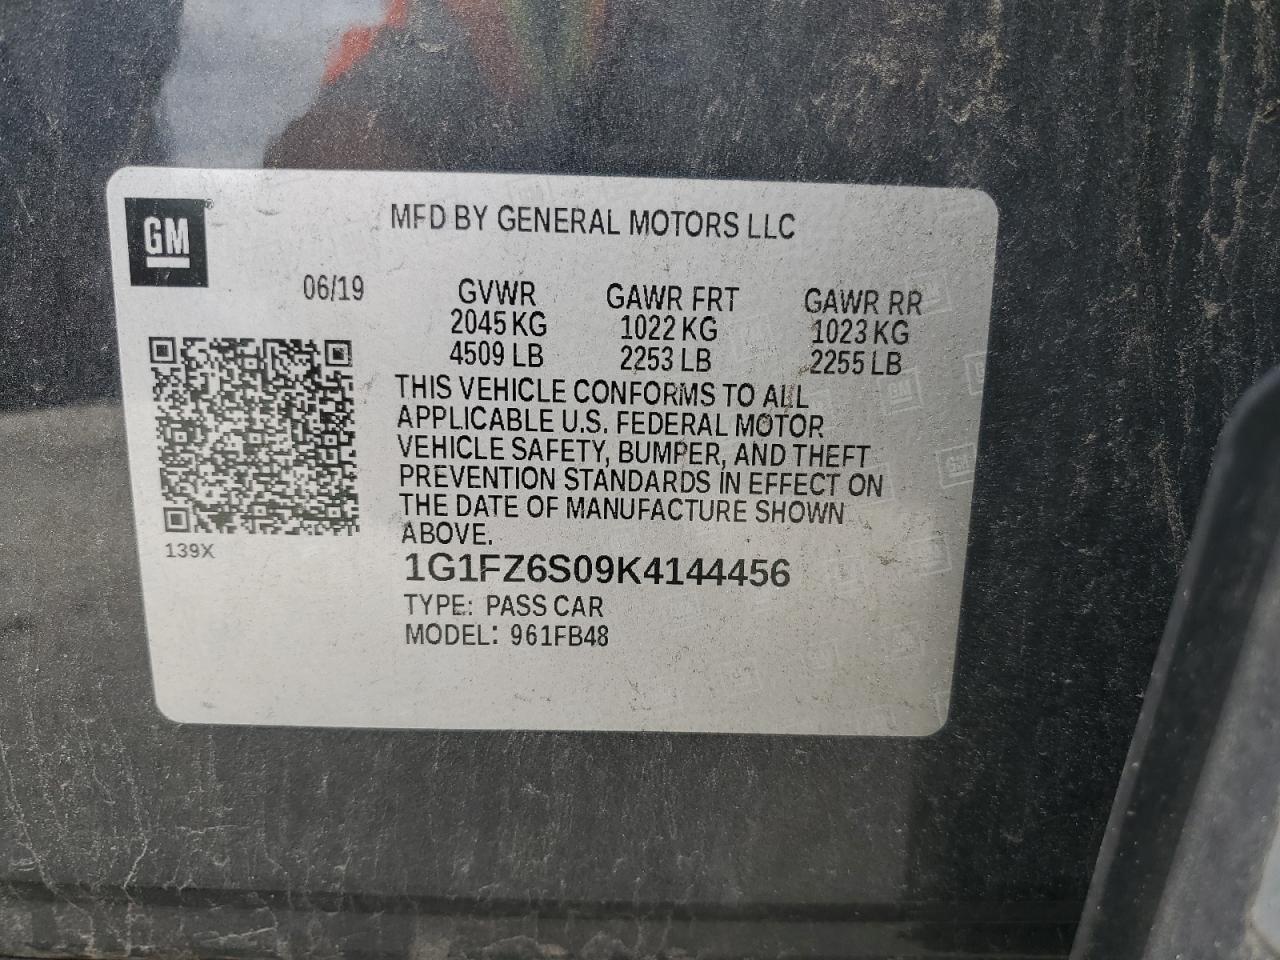 GM
MFD BY GENERAL MOTORS LLC
06/19
GVWR GAWR FRT GAWR RR
2045 KG 1022 KG 1023 KG
4509 LB 2253 LB 2255 LB
THIS VEHICLE CONFORMS TO ALL
APPLICABLE U.S. FEDERAL MOTOR
VEHICLE SAFETY, BUMPER, AND THEFT
PREVENTION STANDARDS IN EFFECT ON
THE DATE OF MANUFACTURE SHOWN
ABOVE.
139X
1G1FZ6S09K4144456
TYPE: PASS CAR
MODEL: 961FB48